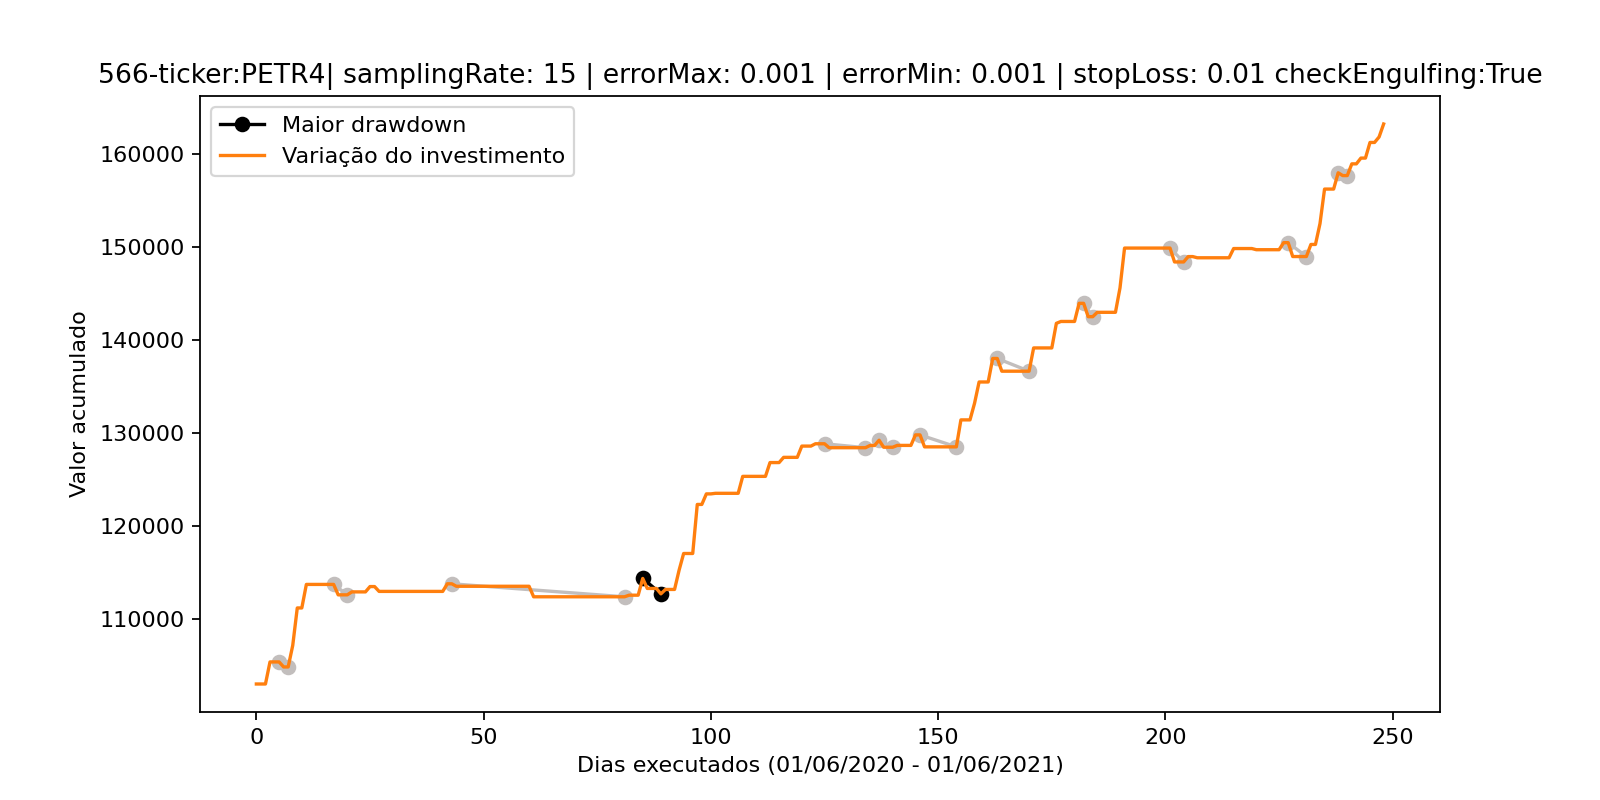 566-ticker:PETR4| samplingRate: 15 | errorMax: 0.001 | errorMin: 0.001 | stopLoss: 0.01 checkEngulfing:True
Maior drawdown
Variação do investimento
160000
150000
140000
130000
120000
110000
Valor acumulado
0 50 100 150 200 250
Dias executados (01/06/2020 - 01/06/2021)